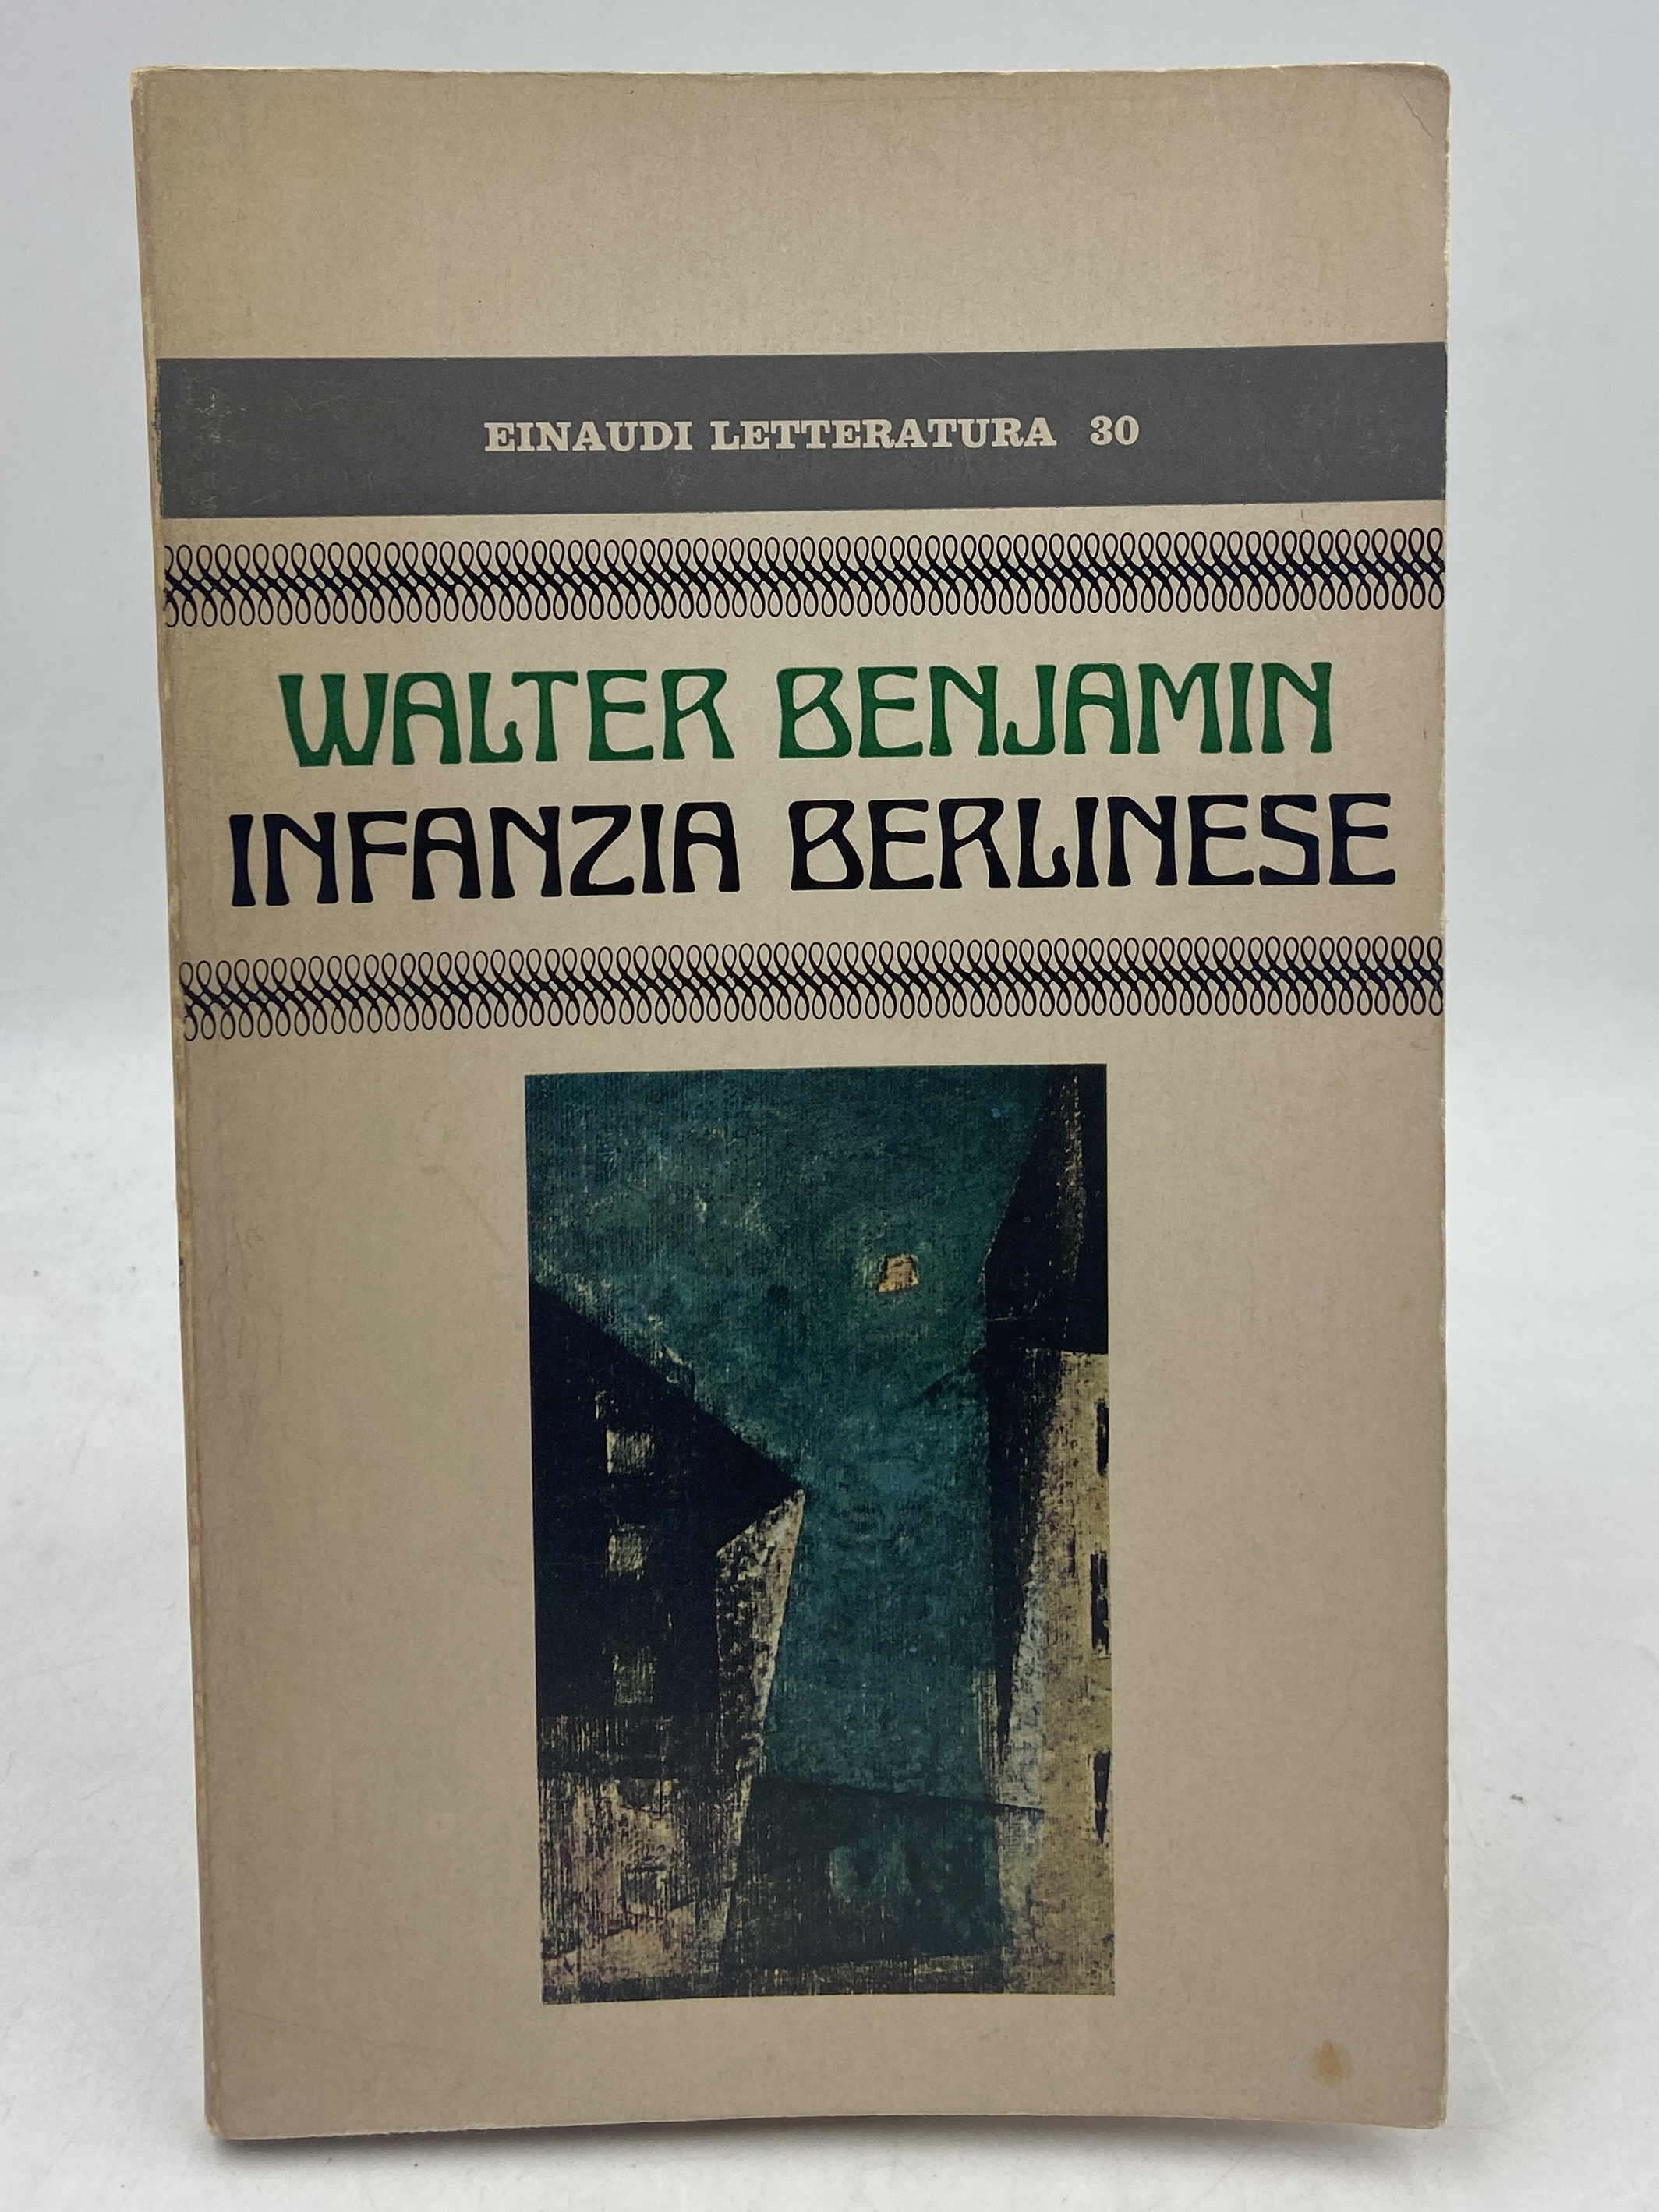 EINAUDI LETTERATURA 30
WALTER BENJAMIN
INFANZIA BERLINESE